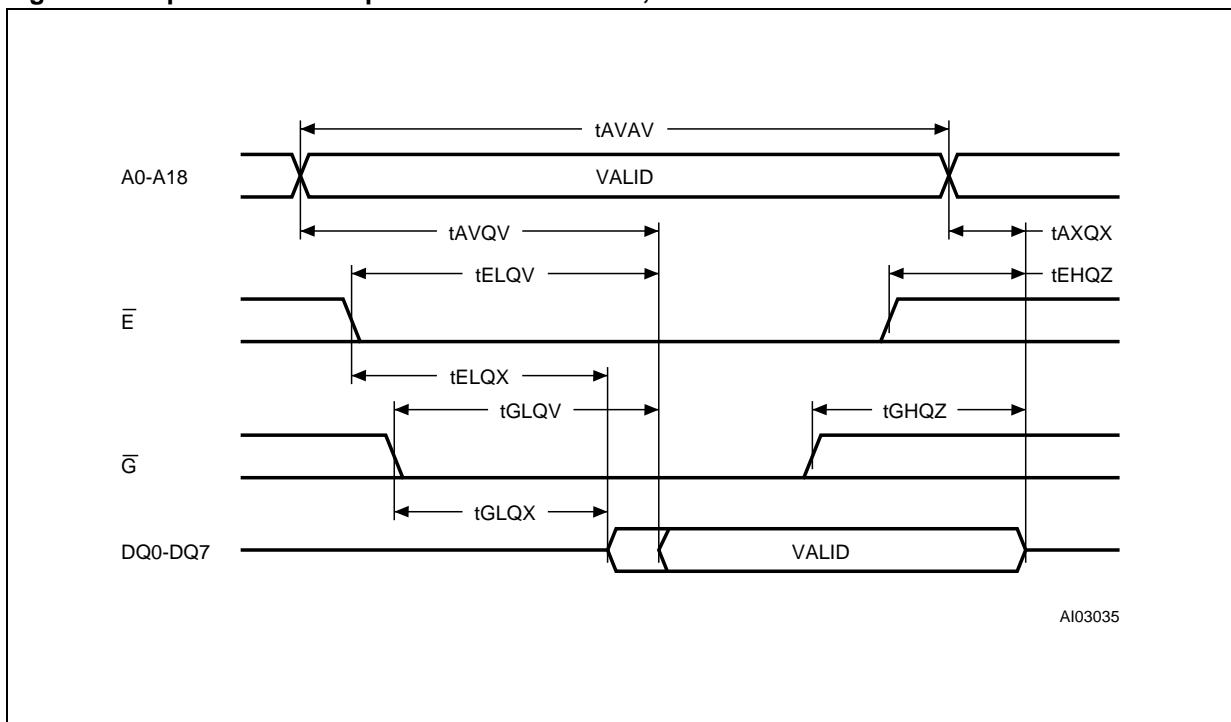 tAVAV
A0-A18
VALID
tAVQV
tAXQX
tELQV
tEHQZ
E̅
tELQX
tGLQV
tGHQZ
G̅
tGLQX
DQ0-DQ7
VALID
AI03035